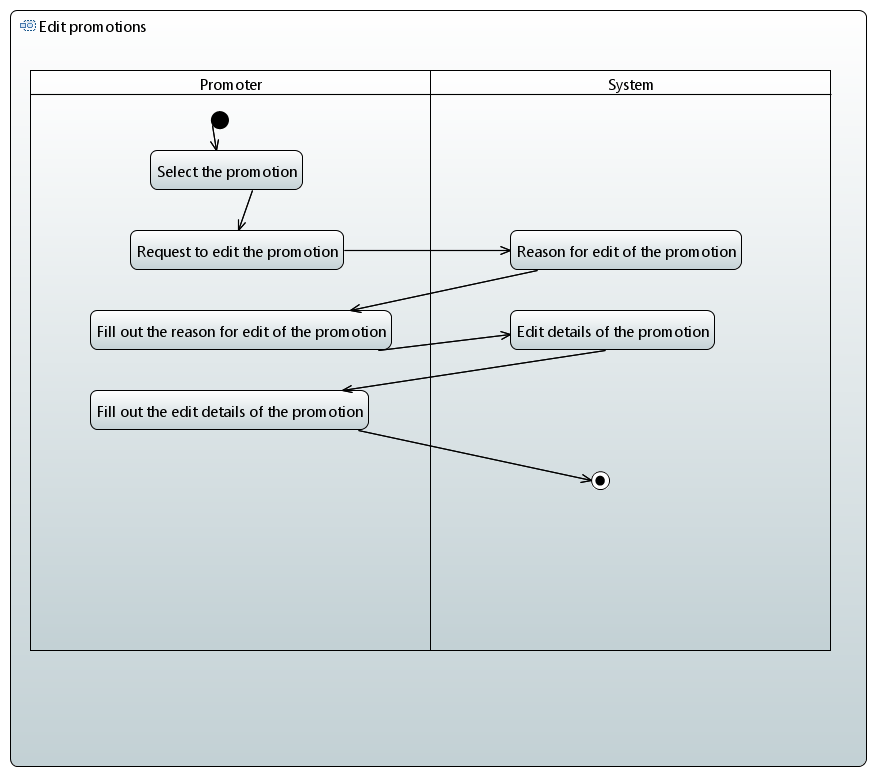 Edit promotions
Promoter
System
Select the promotion
Request to edit the promotion
Reason for edit of the promotion
Fill out the reason for edit of the promotion
Edit details of the promotion
Fill out the edit details of the promotion